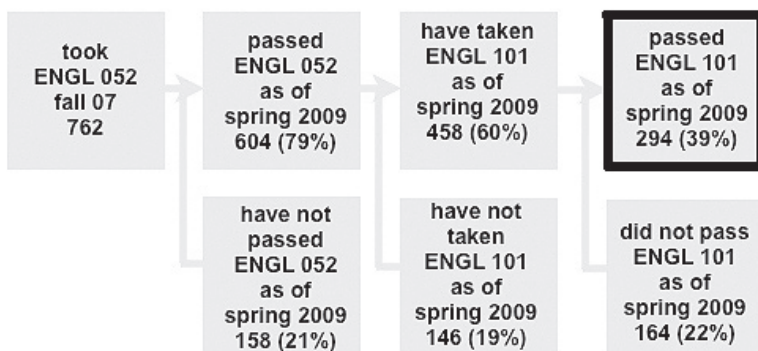 took
ENGL 052
fall 07
762
passed
ENGL 052
as of
spring 2009
604 (79%)
have taken
ENGL 101
as of
spring 2009
458 (60%)
passed
ENGL 101
as of
spring 2009
294 (39%)
have not
passed
ENGL 052
as of
spring 2009
158 (21%)
have not
taken
ENGL 101
as of
spring 2009
146 (19%)
did not pass
ENGL 101
as of
spring 2009
164 (22%)